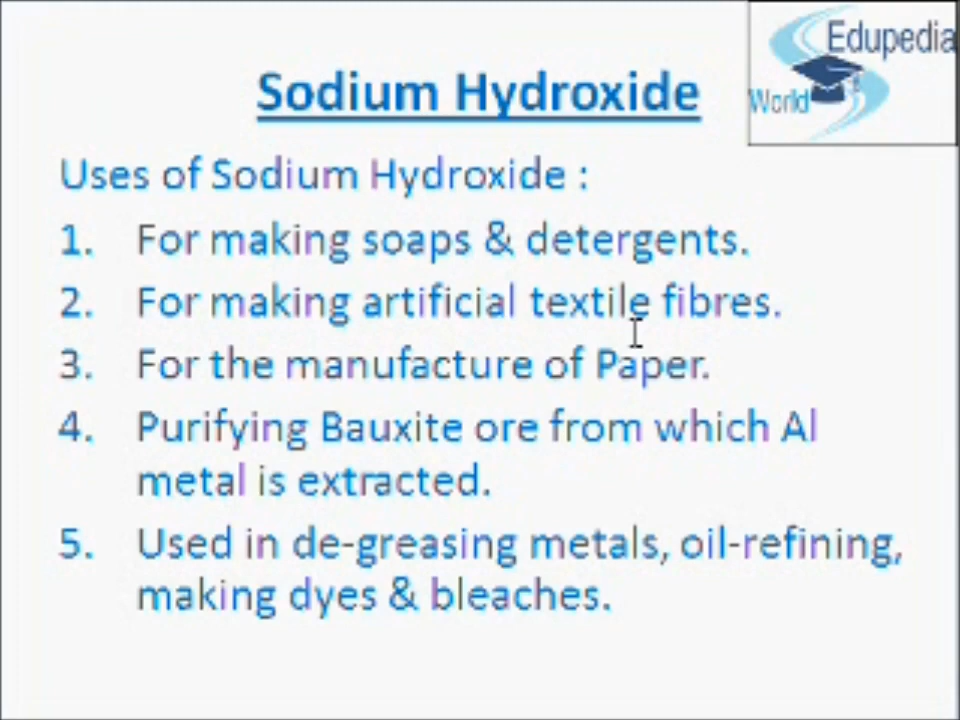 Edupedia
World
Sodium Hydroxide
Uses of Sodium Hydroxide :
1. For making soaps & detergents.
2. For making artificial textile fibres.
3. For the manufacture of Paper.
4. Purifying Bauxite ore from which Al
metal is extracted.
5. Used in de-greasing metals, oil-refining,
making dyes & bleaches.